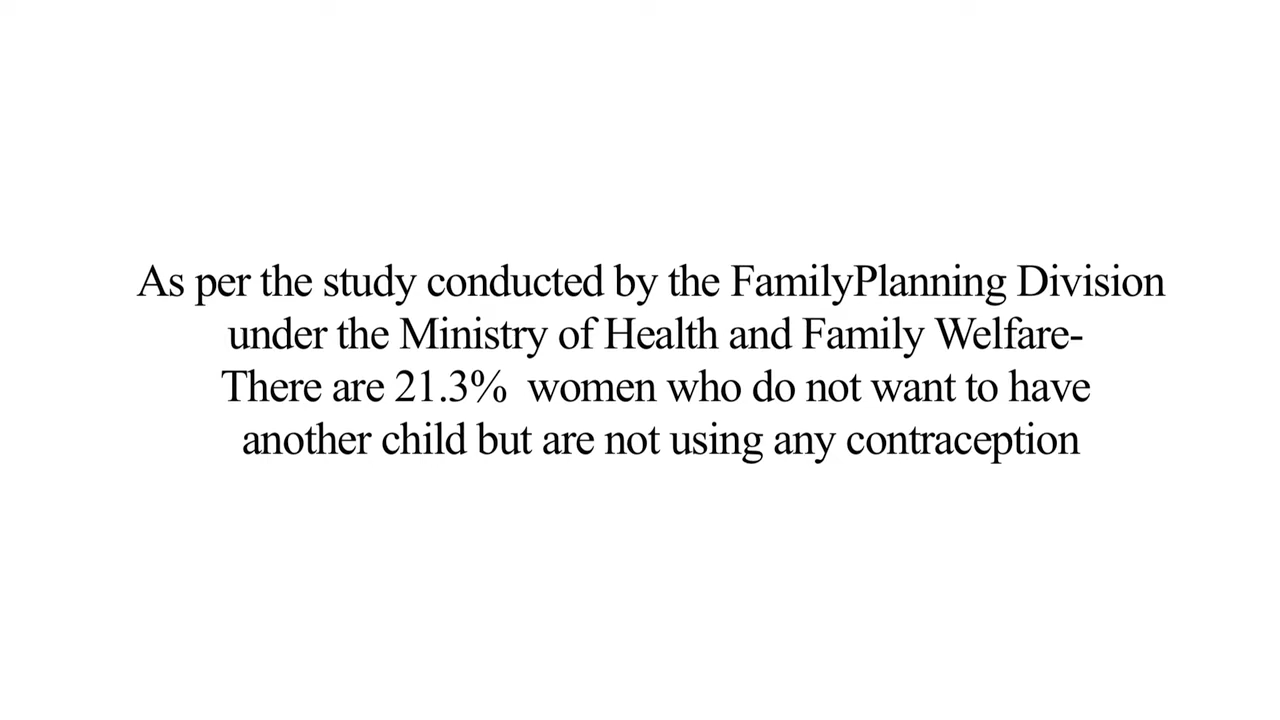 As per the study conducted by the FamilyPlanning Division
under the Ministry of Health and Family Welfare-
There are 21.3%  women who do not want to have
another child but are not using any contraception